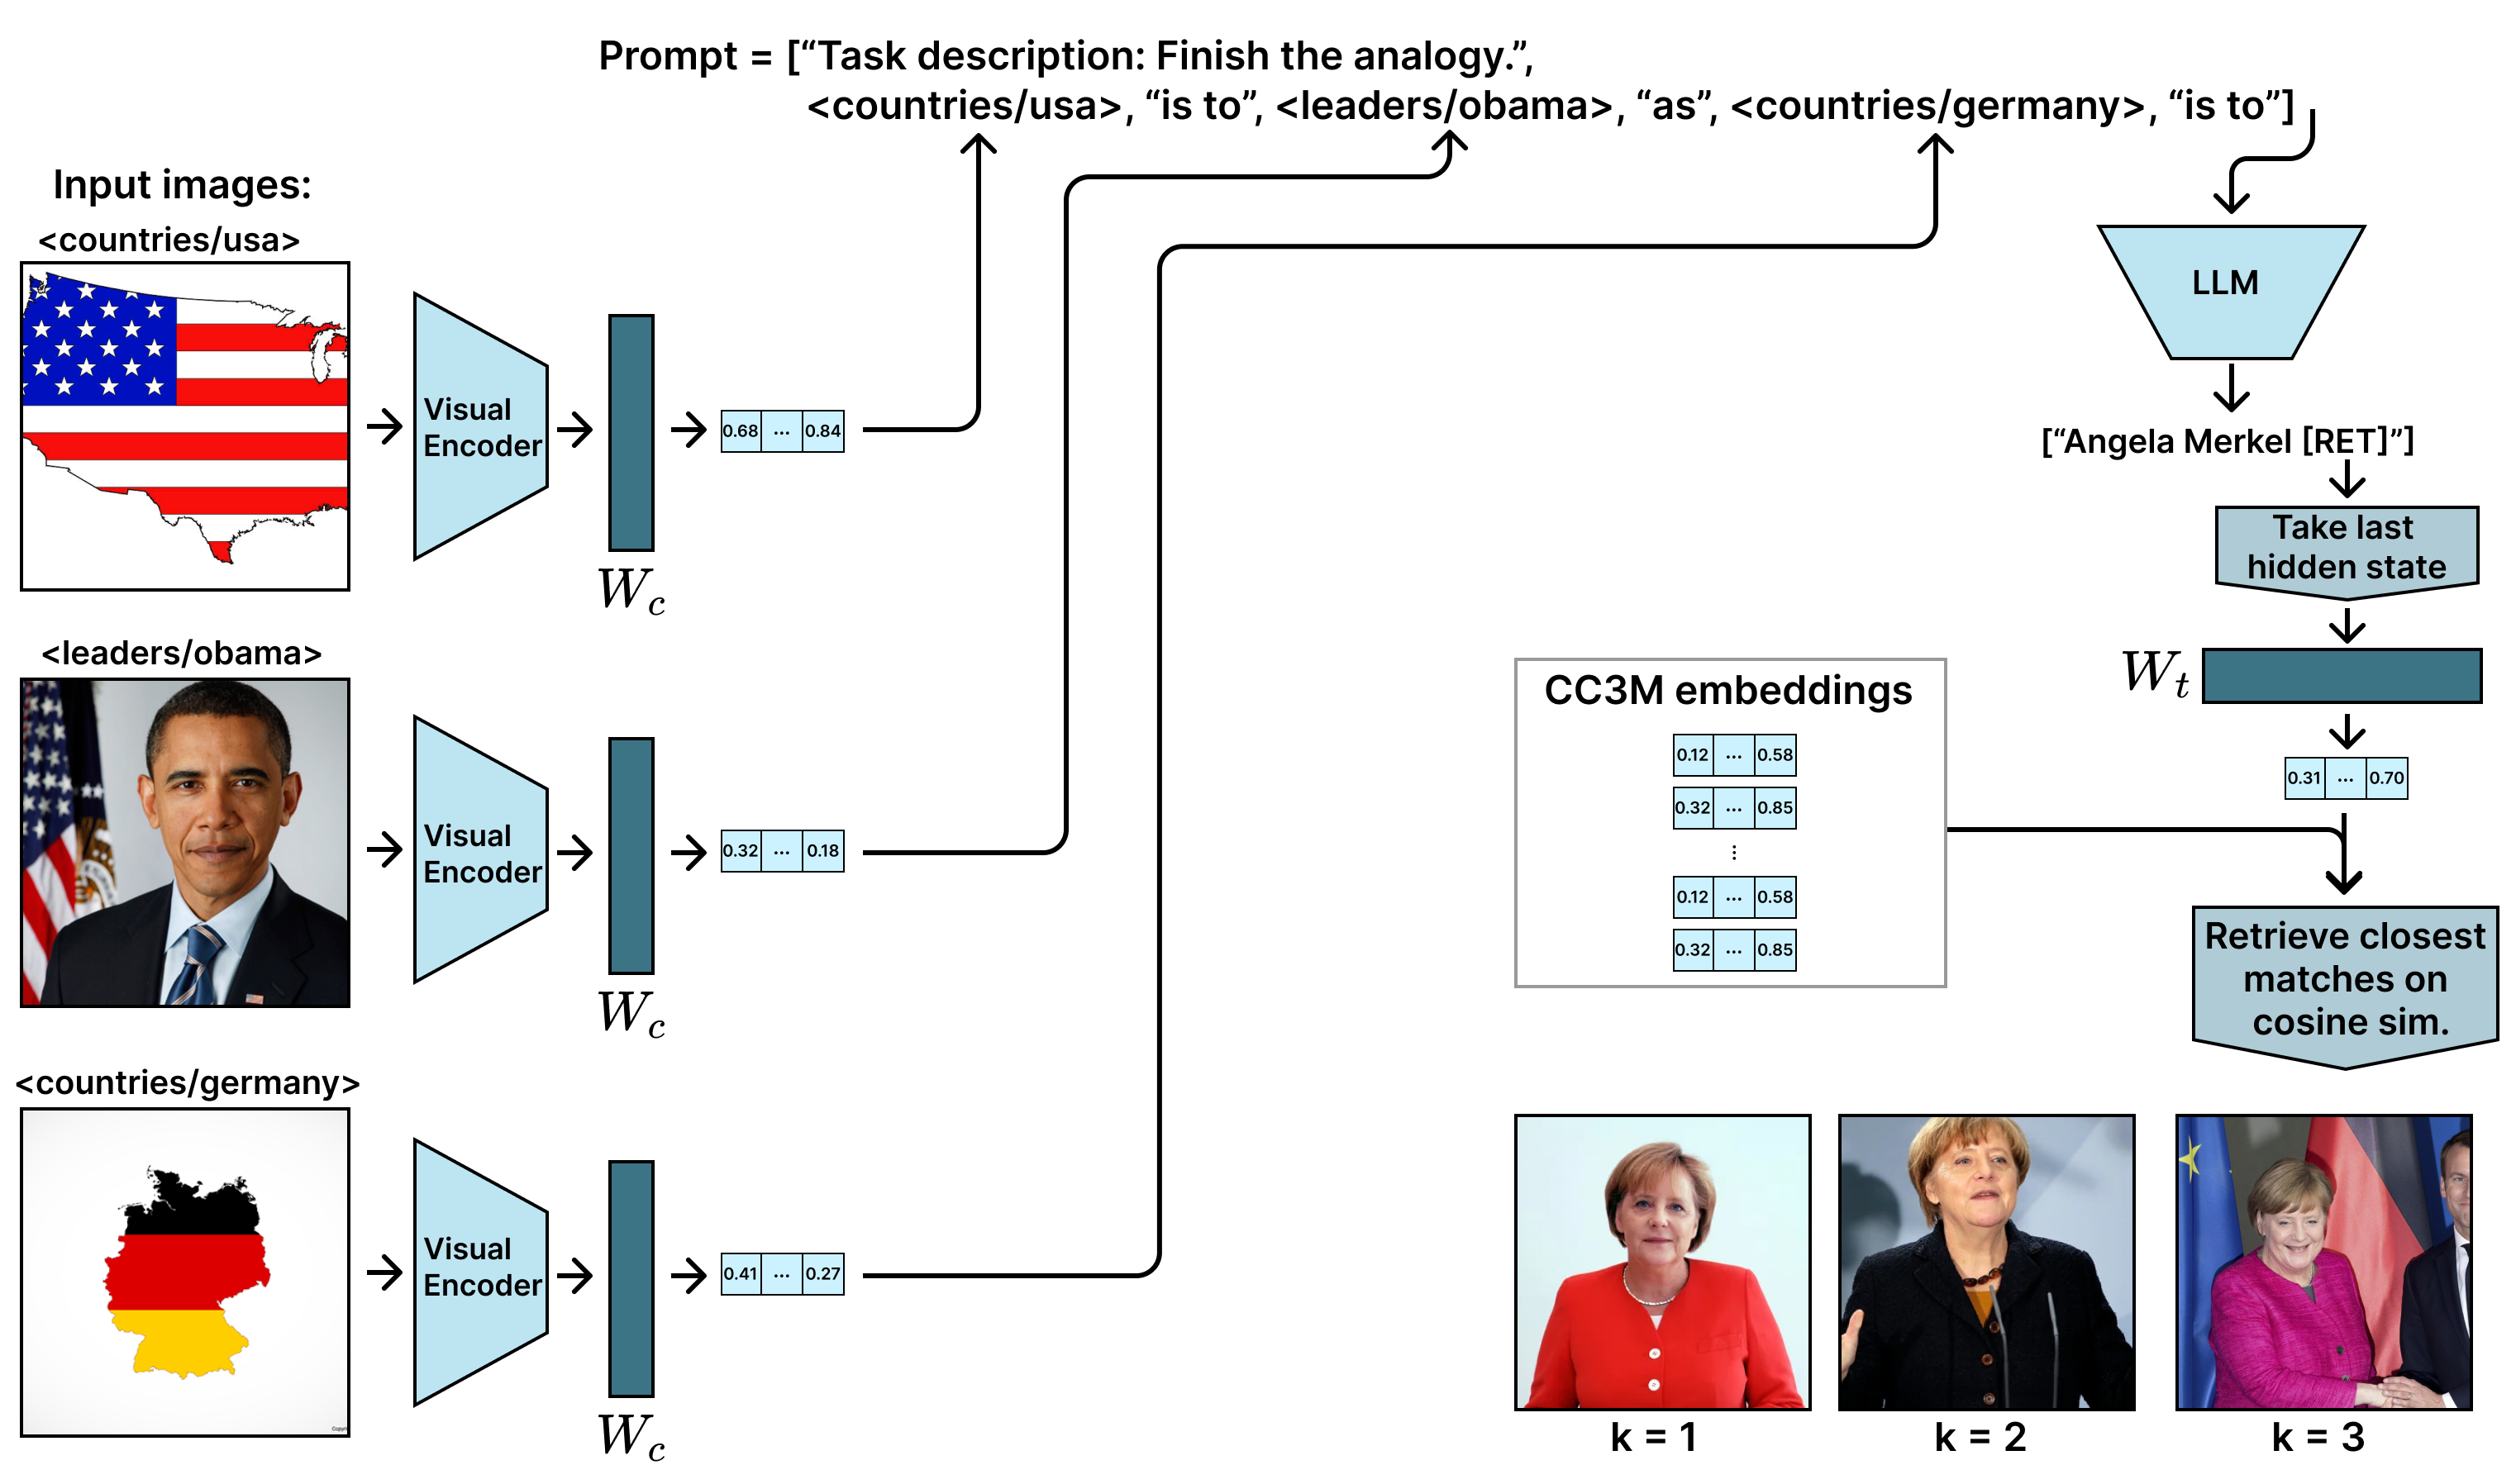 Prompt = [“Task description: Finish the analogy.”,
<countries/usa>, “is to”, <leaders/obama>, “as”, <countries/germany>, “is to”]
Input images:
<countries/usa>
Visual
Encoder
0.68 ... 0.84
W_c
<leaders/obama>
Visual
Encoder
0.32 ... 0.18
W_c
<countries/germany>
Visual
Encoder
0.41 ... 0.27
W_c
LLM
[“Angela Merkel [RET]”]
Take last
hidden state
W_t
0.31 ... 0.70
CC3M embeddings
0.12 ... 0.58
0.32 ... 0.85
⋮
0.12 ... 0.58
0.32 ... 0.85
Retrieve closest
matches on
cosine sim.
k = 1
k = 2
k = 3